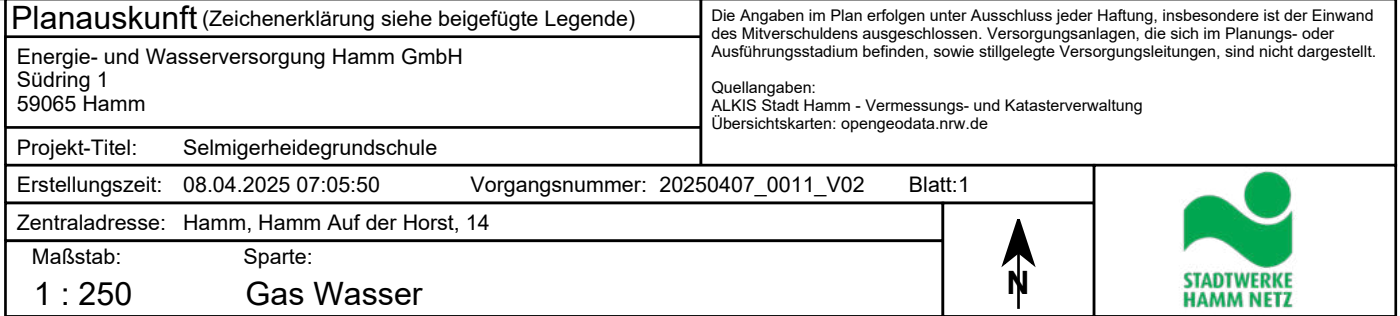 Planauskunft (Zeichenerklärung siehe beigefügte Legende)
Energie- und Wasserversorgung Hamm GmbH
Südring 1
59065 Hamm
Projekt-Titel: Selmigerheidegrundschule
Die Angaben im Plan erfolgen unter Ausschluss jeder Haftung, insbesondere ist der Einwand
des Mitverschuldens ausgeschlossen. Versorgungsanlagen, die sich im Planungs- oder
Ausführungsstadium befinden, sowie stillgelegte Versorgungsleitungen, sind nicht dargestellt.
Quellangaben:
ALKIS Stadt Hamm - Vermessungs- und Katasterverwaltung
Übersichtskarten: opengeodata.nrw.de
Erstellungszeit: 08.04.2025 07:05:50 Vorgangsnummer: 20250407_0011_V02 Blatt:1
Zentraladresse: Hamm, Hamm Auf der Horst, 14
Maßstab: Sparte:
1 : 250 Gas Wasser
N
STADTWERKE
HAMM NETZ